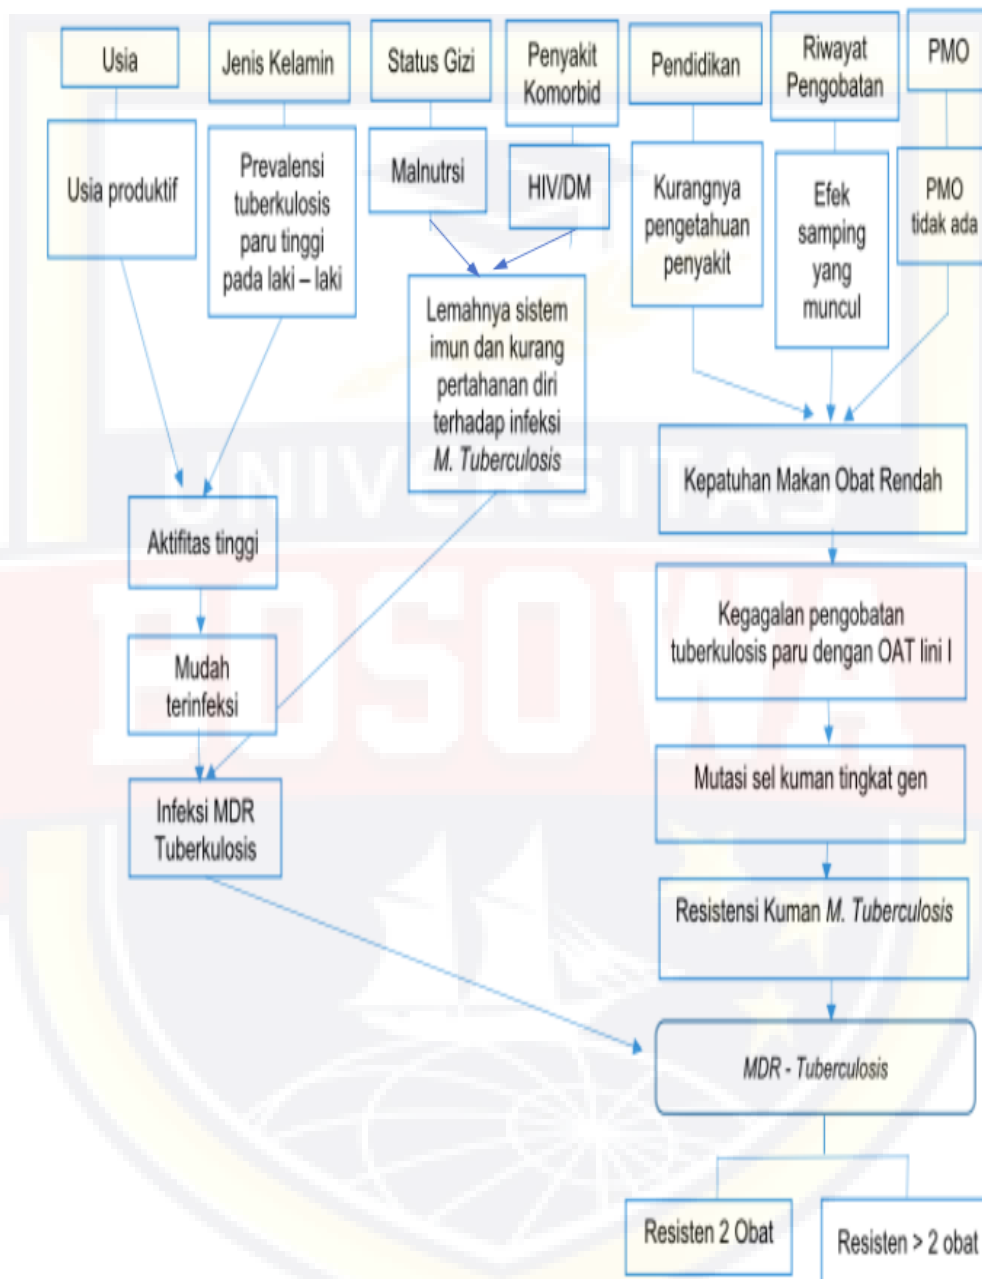 Usia
Jenis Kelamin
Status Gizi
Penyakit
Komorbid
Pendidikan
Riwayat
Pengobatan
PMO
Usia produktif
Prevalensi
tuberkulosis
paru tinggi
pada laki – laki
Malnutrsi
HIV/DM
Kurangnya
pengetahuan
penyakit
Efek
samping
yang
muncul
PMO
tidak ada
Lemahnya sistem
imun dan kurang
pertahanan diri
terhadap infeksi
M. Tuberculosis
Kepatuhan Makan Obat Rendah
Aktifitas tinggi
Kegagalan pengobatan
tuberkulosis paru dengan OAT lini I
Mudah
terinfeksi
Mutasi sel kuman tingkat gen
Infeksi MDR
Tuberkulosis
Resistensi Kuman M. Tuberculosis
MDR - Tuberculosis
Resisten 2 Obat
Resisten > 2 obat
UNIVERSITAS
BOSOWA